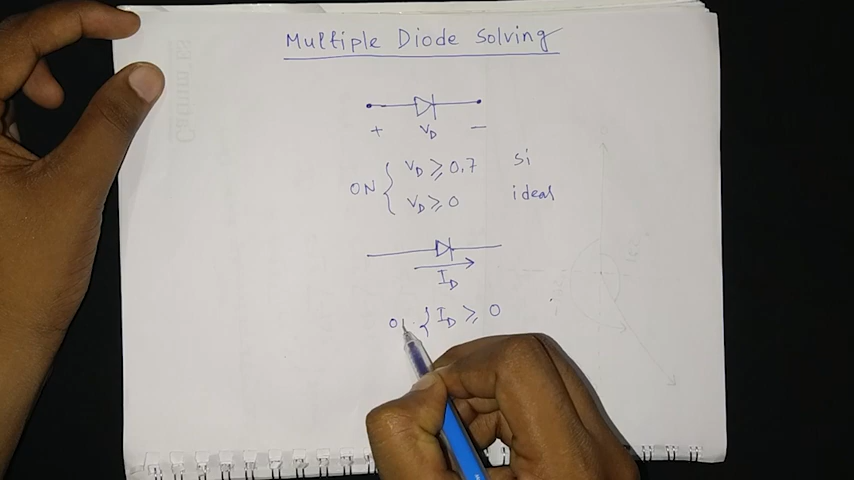 Multiple Diode Solving
+ VD −
ON { VD ⩾ 0.7 si
VD ⩾ 0 ideal
ID
{ ID ⩾ 0